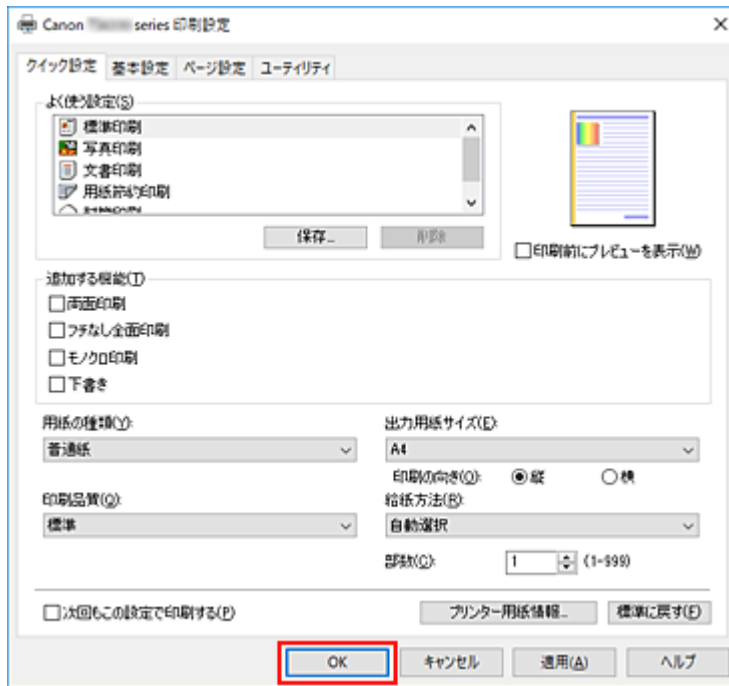 Canon series 印刷設定
クイック設定 基本設定 ページ設定 ユーティリティ
よく使う設定(S)
標準印刷
写真印刷
文書印刷
用紙節約印刷
保存...
削除
印刷前にプレビューを表示(W)
追加する機能(T)
両面印刷
フチなし全面印刷
モノクロ印刷
下書き
用紙の種類(Y):
普通紙
出力用紙サイズ(E):
A4
印刷の向き(O): 縦 横
印刷品質(Q):
標準
給紙方法(R):
自動選択
部数(C): 1 (1-999)
次回もこの設定で印刷する(P)
プリンター用紙情報... 標準に戻す(F)
OK キャンセル 適用(A) ヘルプ